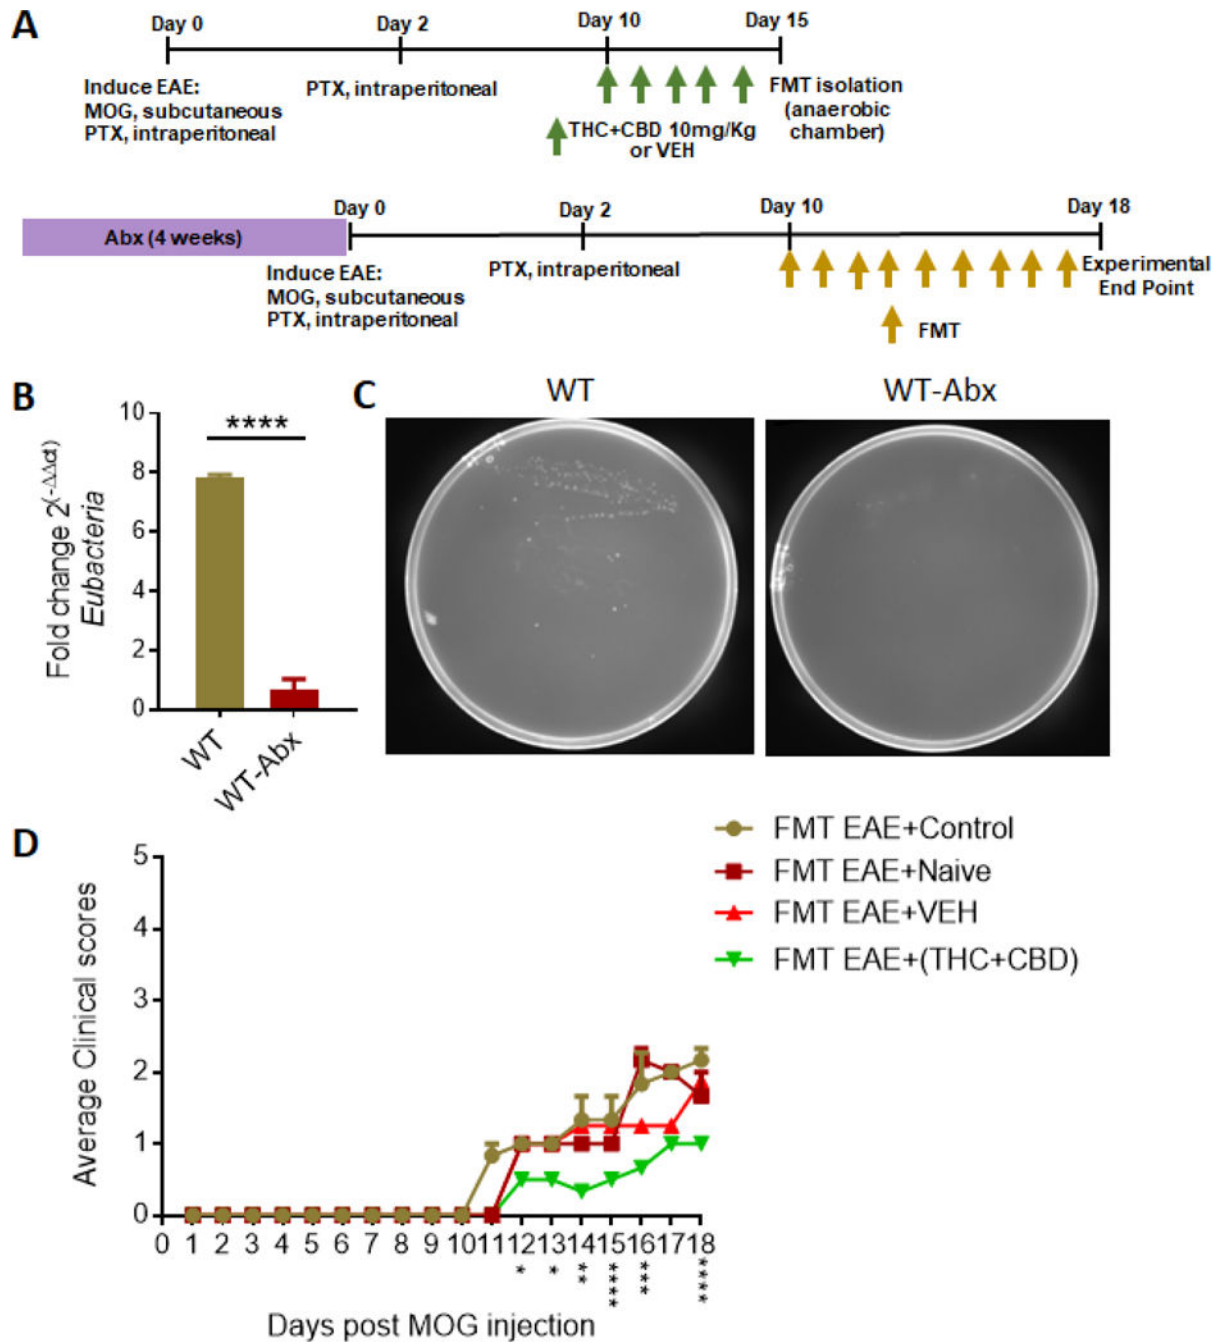 A
Day 0
Day 2
Day 10
Day 15
Induce EAE:
MOG, subcutaneous
PTX, intraperitoneal
PTX, intraperitoneal
THC+CBD 10mg/Kg
or VEH
FMT isolation
(anaerobic
chamber)
Abx (4 weeks)
Day 0
Day 2
Day 10
Day 18
Induce EAE:
MOG, subcutaneous
PTX, intraperitoneal
PTX, intraperitoneal
FMT
Experimental
End Point
B
Fold change 2(-ΔΔct)
Eubacteria
10
8
6
4
2
0
****
WT
WT-Abx
C
WT
WT-Abx
D
FMT EAE+Control
FMT EAE+Naive
FMT EAE+VEH
FMT EAE+(THC+CBD)
Average Clinical scores
5
4
3
2
1
0
0 1 2 3 4 5 6 7 8 9 10 11 12 13 14 15 16 17 18
* * ** **** *** ****
Days post MOG injection